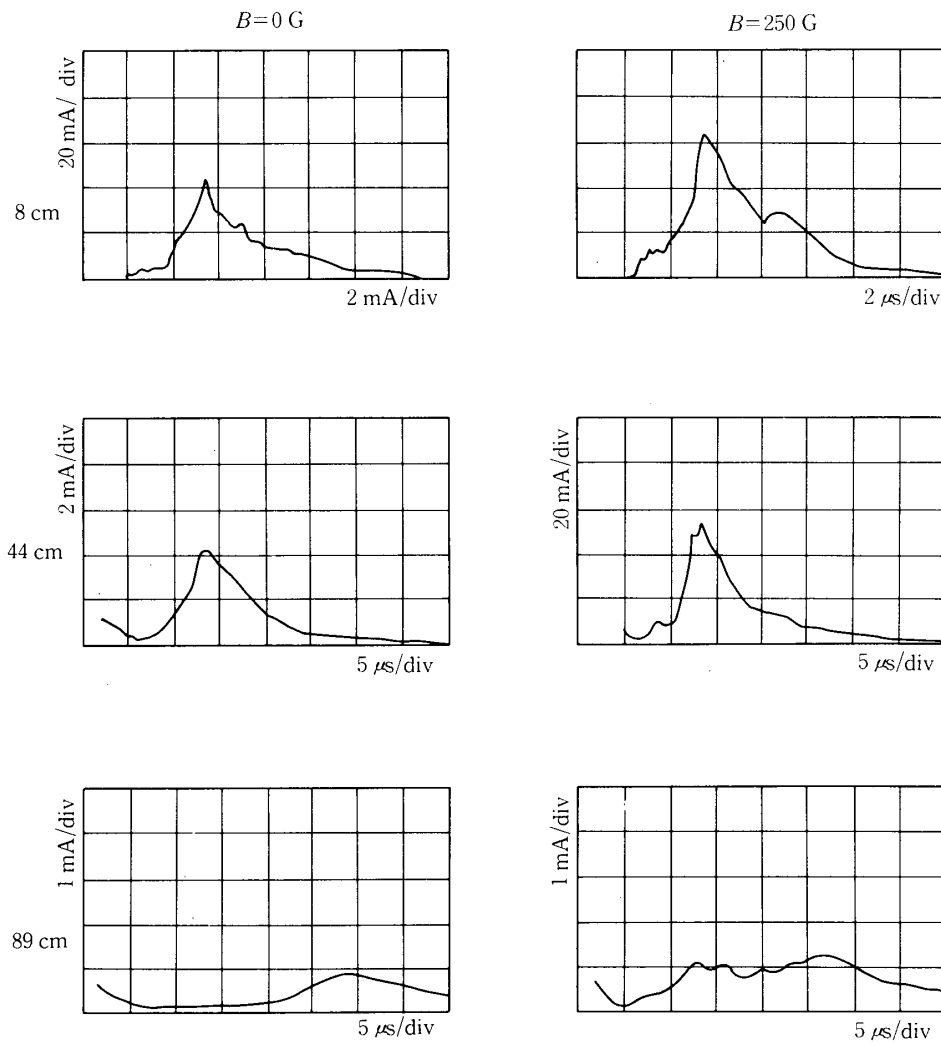 B=0 G
B=250 G
20 mA/ div
8 cm
2 mA/div
2 μs/div
2 mA/div
44 cm
5 μs/div
20 mA/div
5 μs/div
1 mA/div
89 cm
5 μs/div
1 mA/div
5 μs/div